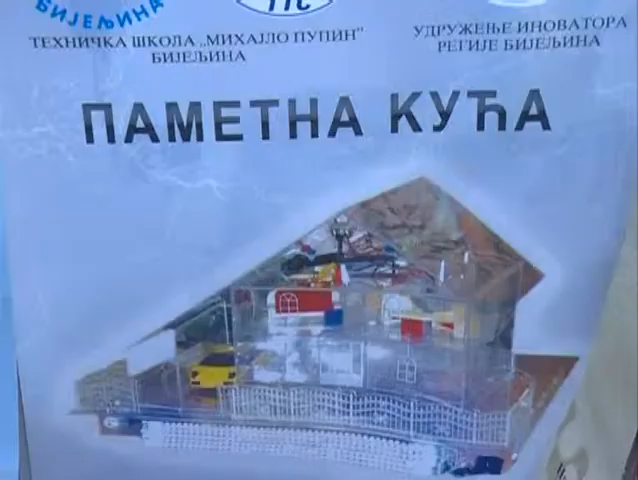 БИЈЕЉИНА
ТЕХНИЧКА ШКОЛА „МИХАЈЛО ПУПИН”
БИЈЕЉИНА
УДРУЖЕЊЕ ИНОВАТОРА
РЕГИЈЕ БИЈЕЉИНА
ПАМЕТНА КУЋА